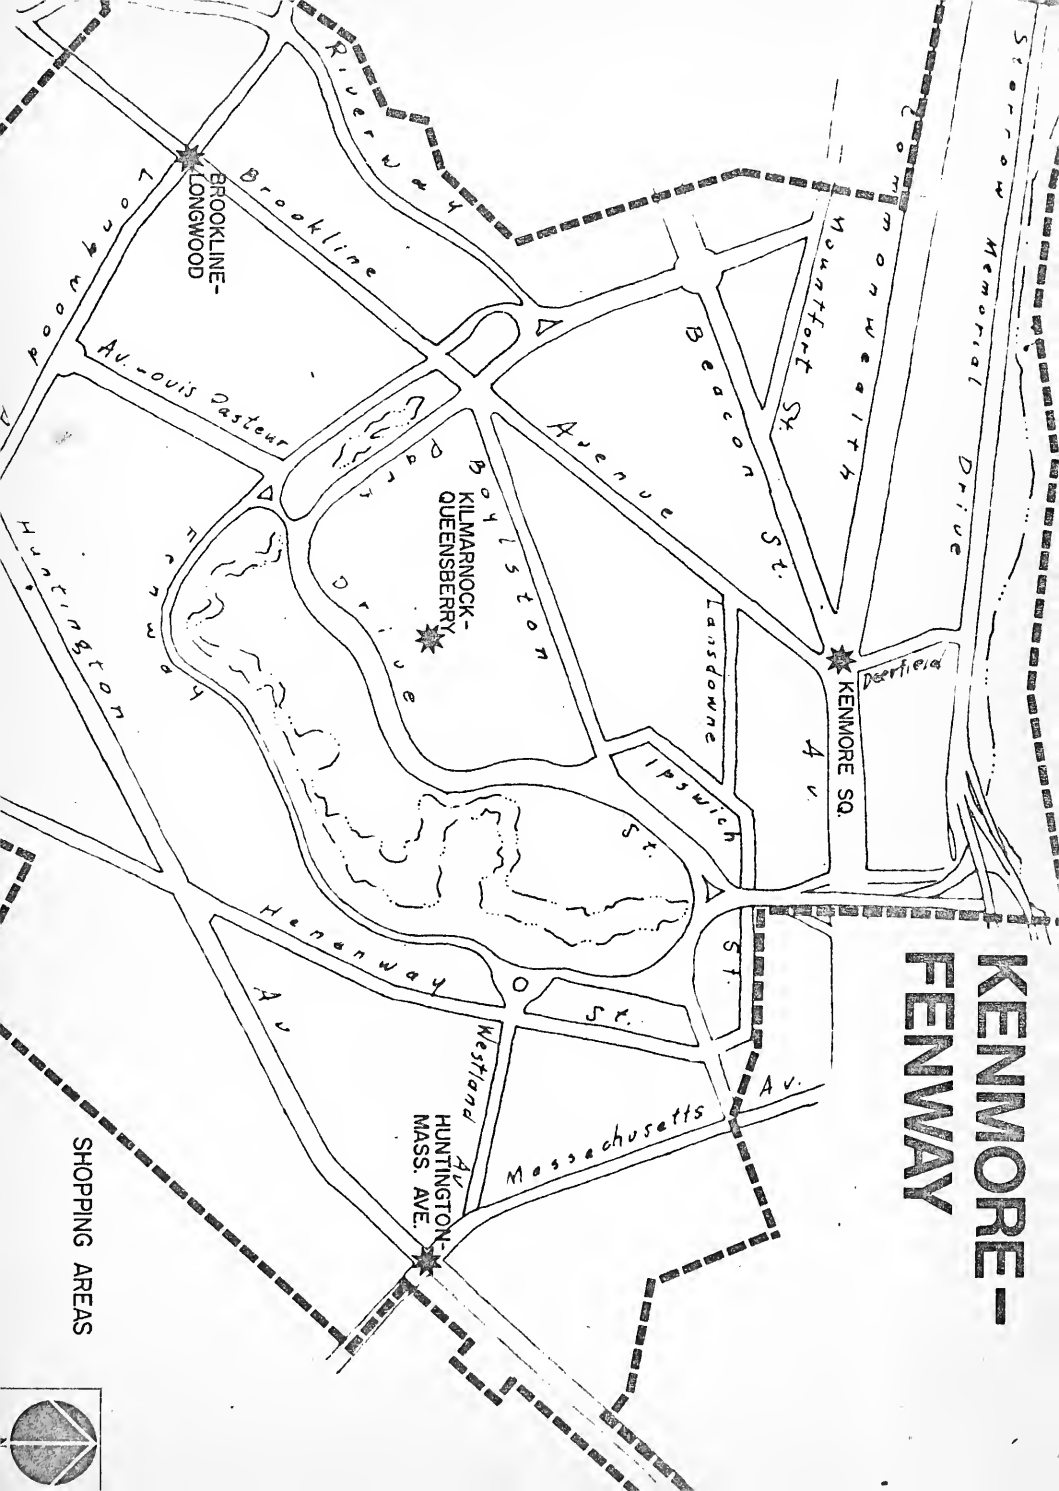 KENMORE-
FENWAY
Storrow Memorial Drive
Commonwealth
Av.
Mountfort St.
Deerfield
KENMORE SQ.
Beacon St.
Riverway
Brookline
Avenue
Lansdowne
Ipswich
St.
BROOKLINE-
LONGWOOD
Longwood
Av. Louis Pasteur
Boylston
St.
KILMARNOCK-
QUEENSBERRY
Park
Drive
Fenway
Huntington
Av
Hemenway
St.
Westland
Av
Massachusetts
Av.
HUNTINGTON-
MASS. AVE.
SHOPPING AREAS